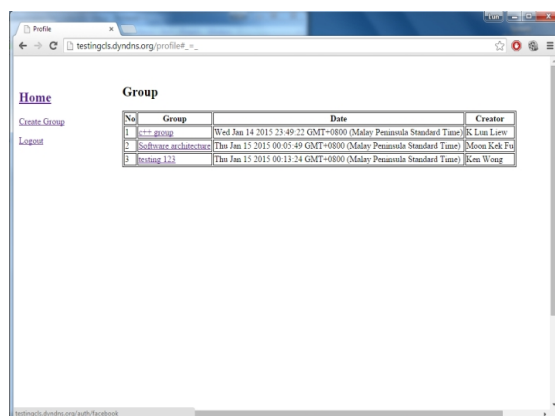 Lun
Profile
testingcls.dyndns.org/profile#_=_
Home
Create Group
Logout
Group
No Group Date Creator
1 c++ group Wed Jan 14 2015 23:49:22 GMT+0800 (Malay Peninsula Standard Time) K Lun Liew
2 Software architecture Thu Jan 15 2015 00:05:49 GMT+0800 (Malay Peninsula Standard Time) Moon Kek Fu
3 testing 123 Thu Jan 15 2015 00:13:24 GMT+0800 (Malay Peninsula Standard Time) Ken Wong
testingcls.dyndns.org/auth/facebook